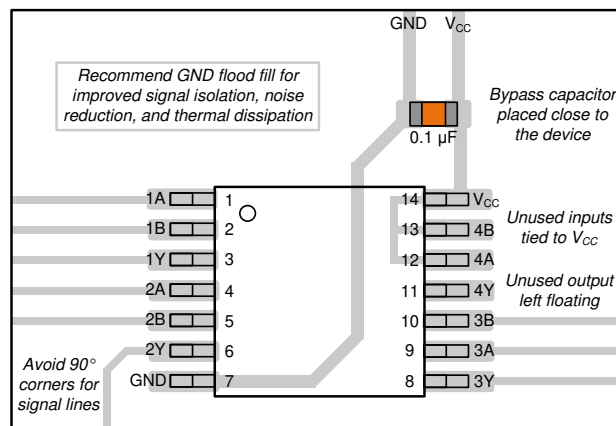 GND
VCC
Recommend GND flood fill for
improved signal isolation, noise
reduction, and thermal dissipation
0.1 µF
Bypass capacitor
placed close to
the device
1A
1
14
VCC
1B
2
13
4B
Unused inputs
tied to VCC
1Y
3
12
4A
2A
4
11
4Y
Unused output
left floating
2B
5
10
3B
2Y
6
9
3A
Avoid 90°
corners for
signal lines
GND
7
8
3Y